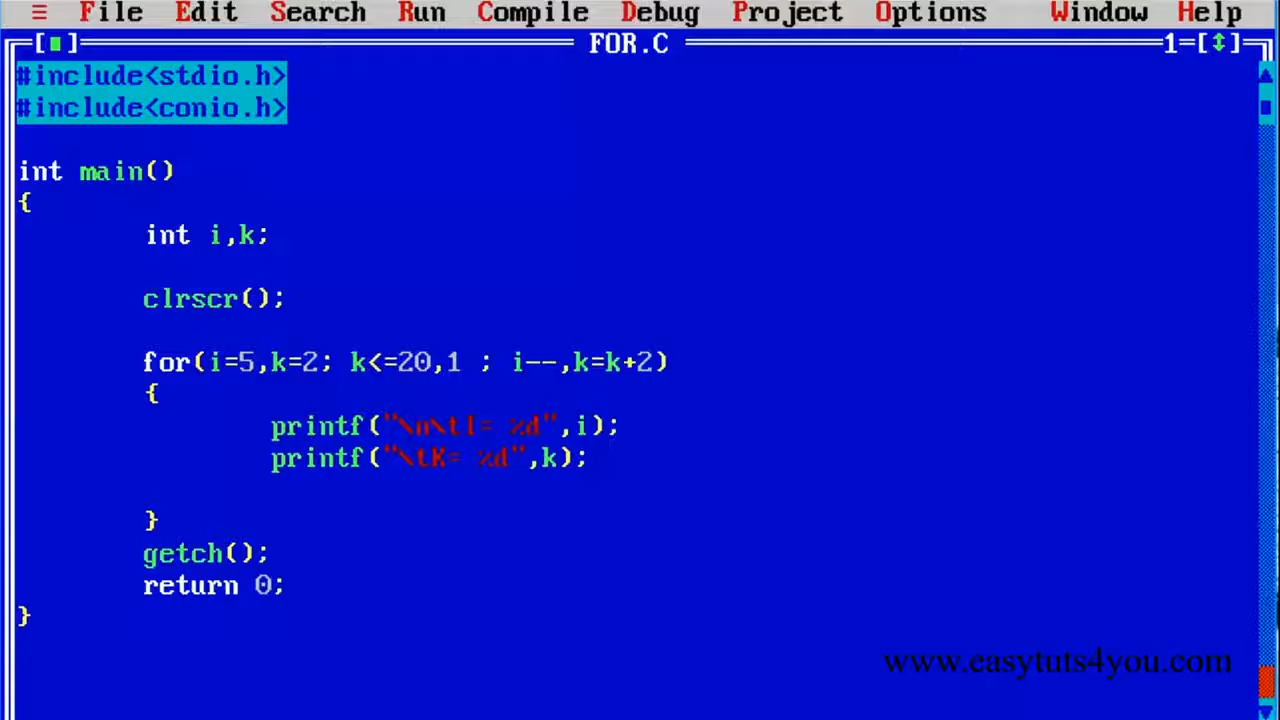 ≡ File Edit Search Run Compile Debug Project Options Window Help
[■] FOR.C 1=[↕]
#include<stdio.h>
#include<conio.h>
int main()
{
int i,k;
clrscr();
for(i=5,k=2; k<=20,1 ; i--,k=k+2)
{
printf("\n\tI= %d",i);
printf("\tK= %d",k);
}
getch();
return 0;
}
www.easytuts4you.com